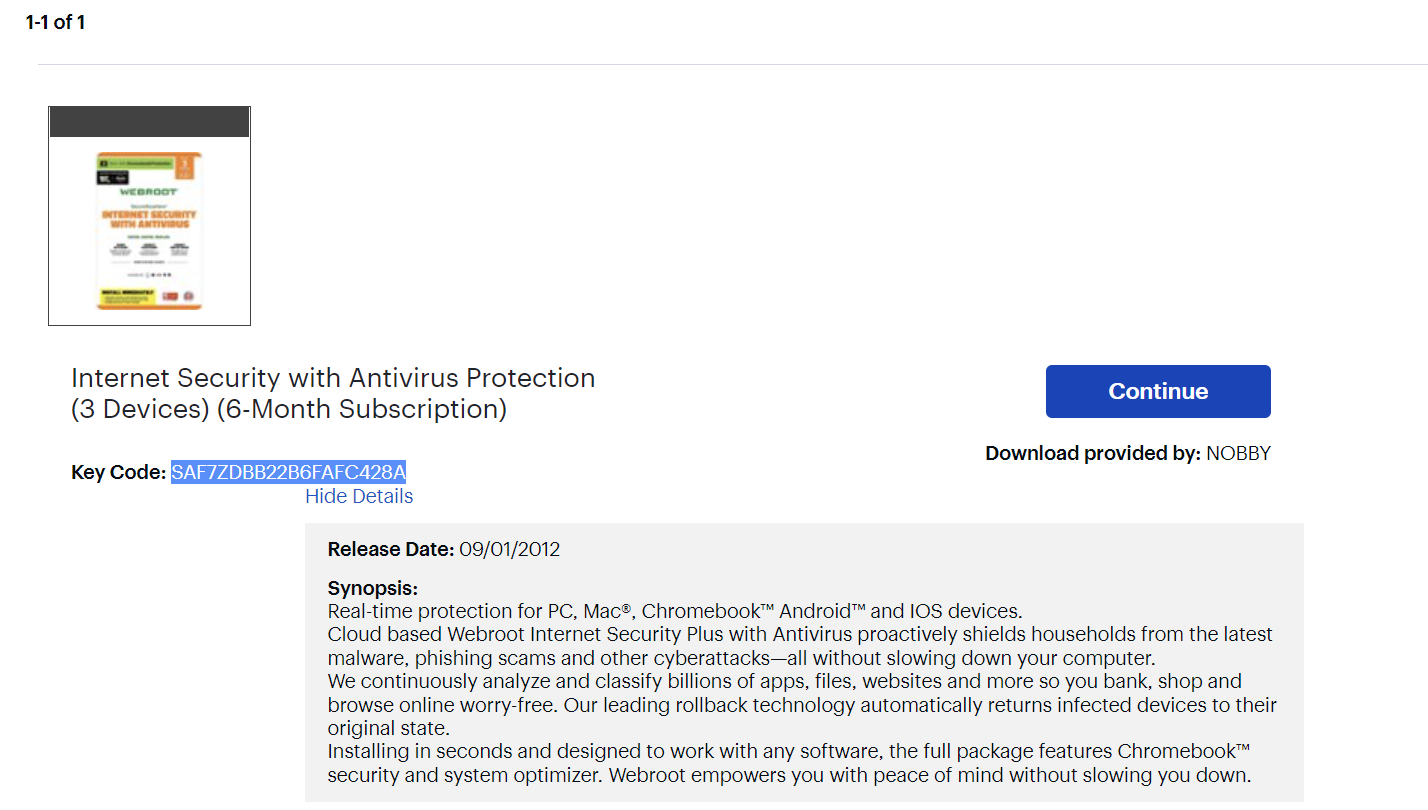 1-1 of 1
WEBROOT
INTERNET SECURITY
WITH ANTIVIRUS
Internet Security with Antivirus Protection
(3 Devices) (6-Month Subscription)
Continue
Download provided by: NOBBY
Key Code: SAF7ZDBB22B6FAFC428A
Hide Details
Release Date: 09/01/2012
Synopsis:
Real-time protection for PC, Mac®, Chromebook™ Android™ and IOS devices.
Cloud based Webroot Internet Security Plus with Antivirus proactively shields households from the latest
malware, phishing scams and other cyberattacks—all without slowing down your computer.
We continuously analyze and classify billions of apps, files, websites and more so you bank, shop and
browse online worry-free. Our leading rollback technology automatically returns infected devices to their
original state.
Installing in seconds and designed to work with any software, the full package features Chromebook™
security and system optimizer. Webroot empowers you with peace of mind without slowing you down.